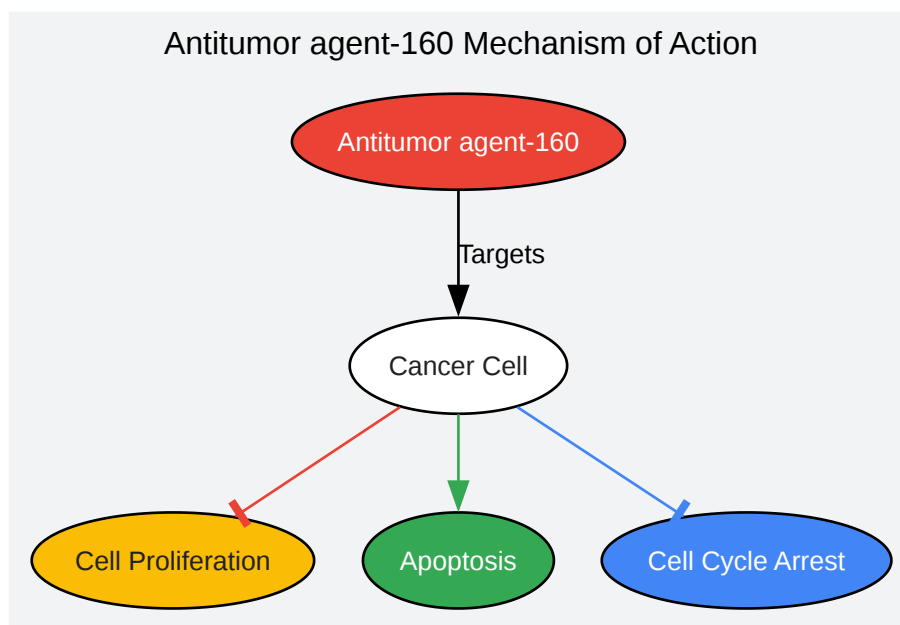 Antitumor agent-160 Mechanism of Action
Antitumor agent-160
Targets
Cancer Cell
Cell Proliferation
Apoptosis
Cell Cycle Arrest